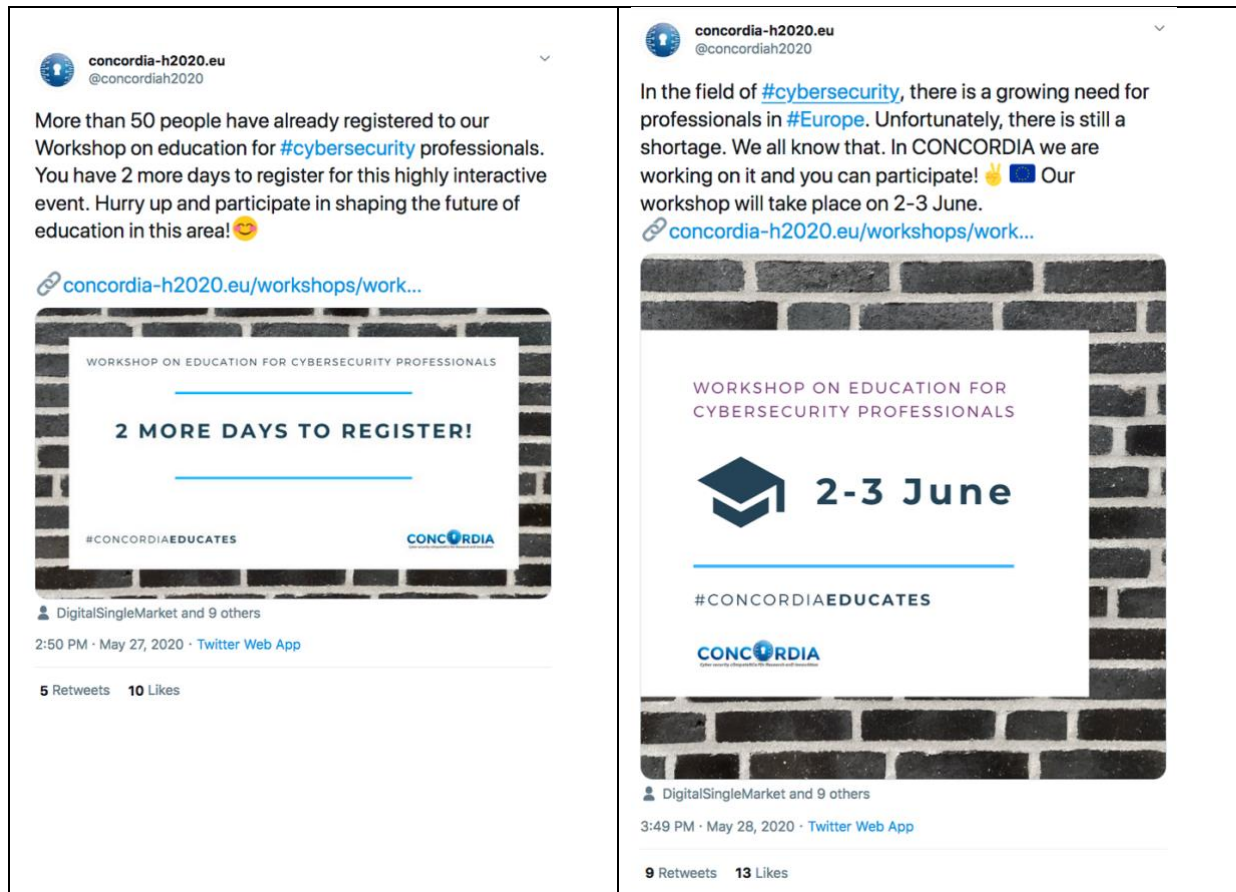 concordia-h2020.eu
@concordiah2020
More than 50 people have already registered to our
Workshop on education for #cybersecurity professionals.
You have 2 more days to register for this highly interactive
event. Hurry up and participate in shaping the future of
education in this area!😊
🔗concordia-h2020.eu/workshops/work...
WORKSHOP ON EDUCATION FOR CYBERSECURITY PROFESSIONALS
2 MORE DAYS TO REGISTER!
#CONCORDIAEDUCATES
CONCORDIA
DigitalSingleMarket and 9 others
2:50 PM · May 27, 2020 · Twitter Web App
5 Retweets 10 Likes
concordia-h2020.eu
@concordiah2020
In the field of #cybersecurity, there is a growing need for
professionals in #Europe. Unfortunately, there is still a
shortage. We all know that. In CONCORDIA we are
working on it and you can participate! ✌️ 🇪🇺 Our
workshop will take place on 2-3 June.
🔗concordia-h2020.eu/workshops/work...
WORKSHOP ON EDUCATION FOR
CYBERSECURITY PROFESSIONALS
2-3 June
#CONCORDIAEDUCATES
CONCORDIA
DigitalSingleMarket and 9 others
3:49 PM · May 28, 2020 · Twitter Web App
9 Retweets 13 Likes